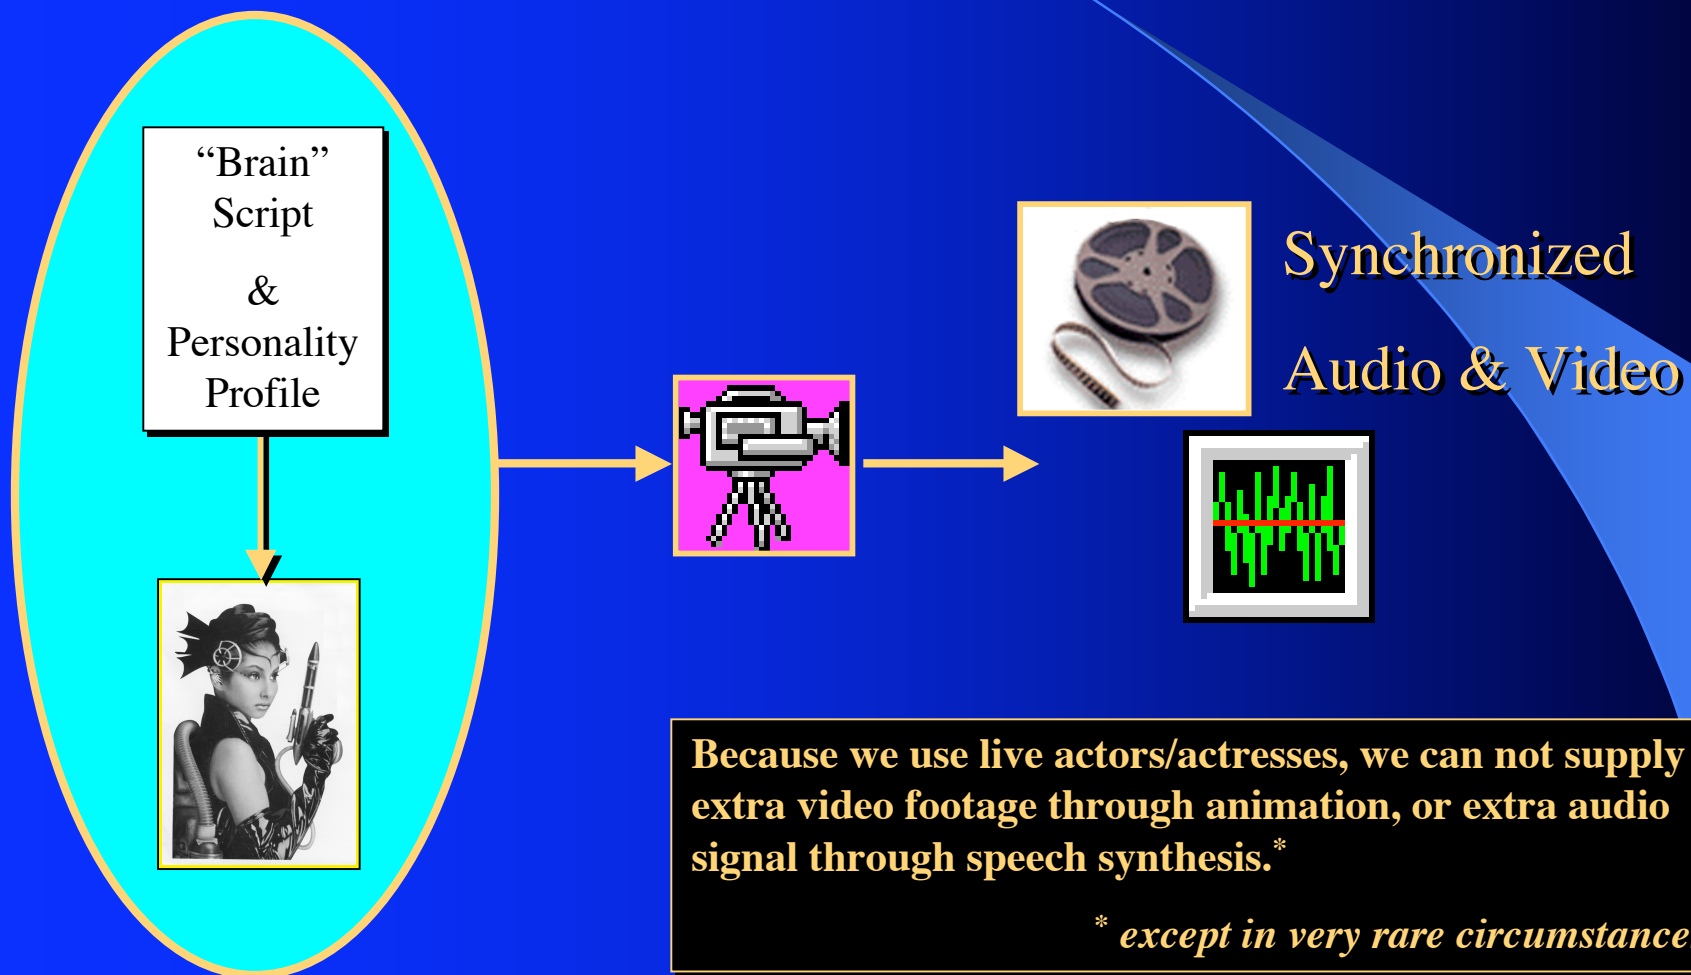 “Brain”
Script
&
Personality
Profile
Synchronized
Audio & Video
Because we use live actors/actresses, we can not supply
extra video footage through animation, or extra audio
signal through speech synthesis.*
* except in very rare circumstance